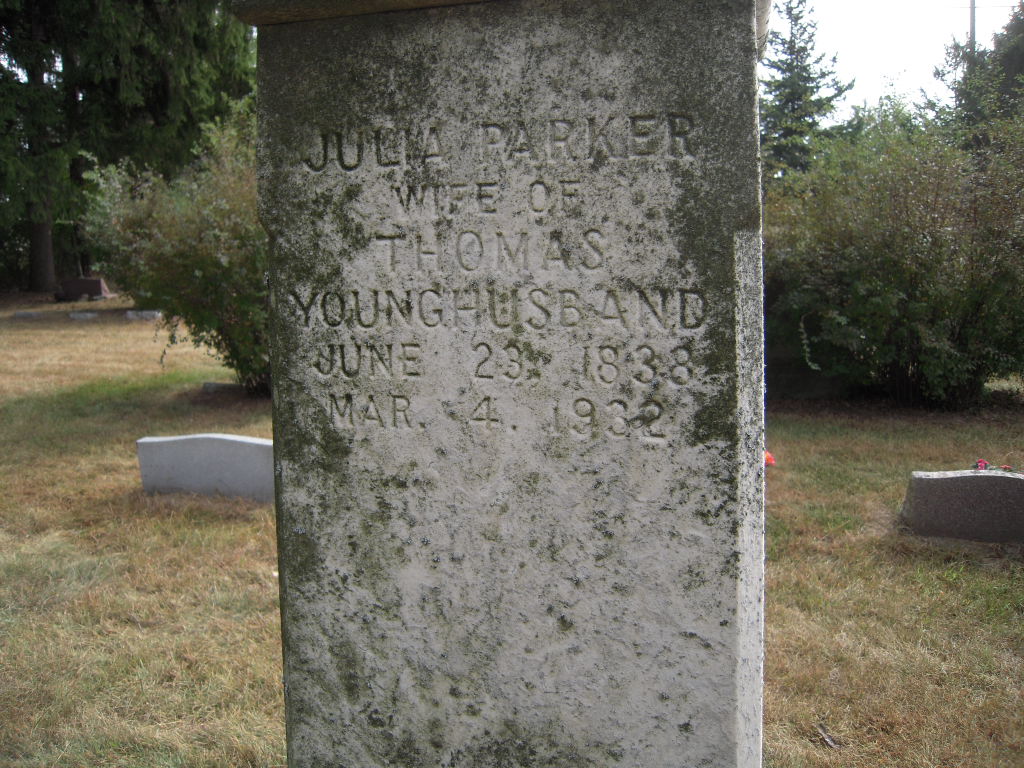 JULIA PARKER
WIFE OF
THOMAS
YOUNGHUSBAND
JUNE 23, 1838
MAR. 4. 1932